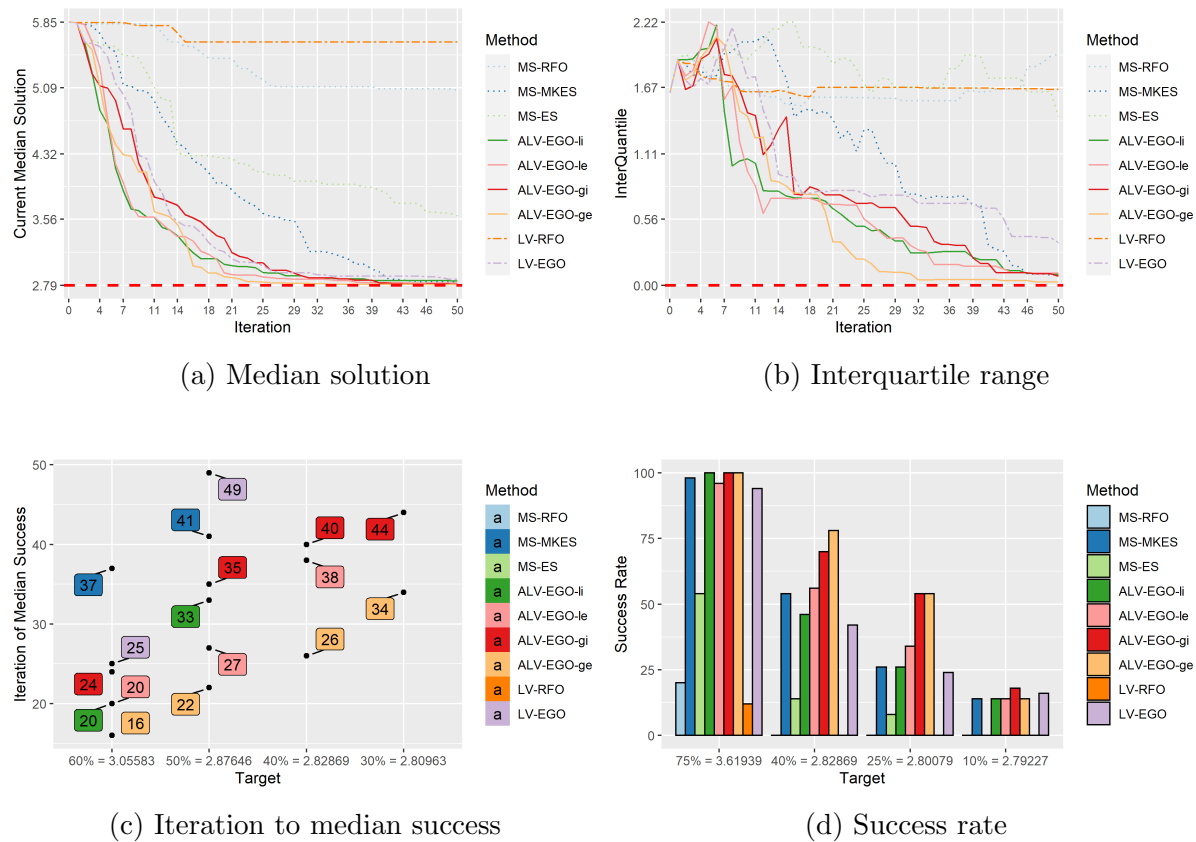 5.85
5.09
4.32
3.56
2.79
Current Median Solution
0 4 7 11 14 18 21 25 29 32 36 39 43 46 50
Iteration
Method
MS-RFO
MS-MKES
MS-ES
ALV-EGO-li
ALV-EGO-le
ALV-EGO-gi
ALV-EGO-ge
LV-RFO
LV-EGO
(a) Median solution
2.22
1.67
1.11
0.56
0.00
InterQuantile
0 4 7 11 14 18 21 25 29 32 36 39 43 46 50
Iteration
Method
MS-RFO
MS-MKES
MS-ES
ALV-EGO-li
ALV-EGO-le
ALV-EGO-gi
ALV-EGO-ge
LV-RFO
LV-EGO
(b) Interquartile range
50
40
30
20
Iteration of Median Success
49
41
40
44
37
35
38
33
34
25
26
27
24
20
22
20
16
60% = 3.05583 50% = 2.87646 40% = 2.82869 30% = 2.80963
Target
Method
a MS-RFO
a MS-MKES
a MS-ES
a ALV-EGO-li
a ALV-EGO-le
a ALV-EGO-gi
a ALV-EGO-ge
a LV-RFO
a LV-EGO
(c) Iteration to median success
100
75
50
25
0
Success Rate
75% = 3.61939 40% = 2.82869 25% = 2.80079 10% = 2.79227
Target
Method
MS-RFO
MS-MKES
MS-ES
ALV-EGO-li
ALV-EGO-le
ALV-EGO-gi
ALV-EGO-ge
LV-RFO
LV-EGO
(d) Success rate